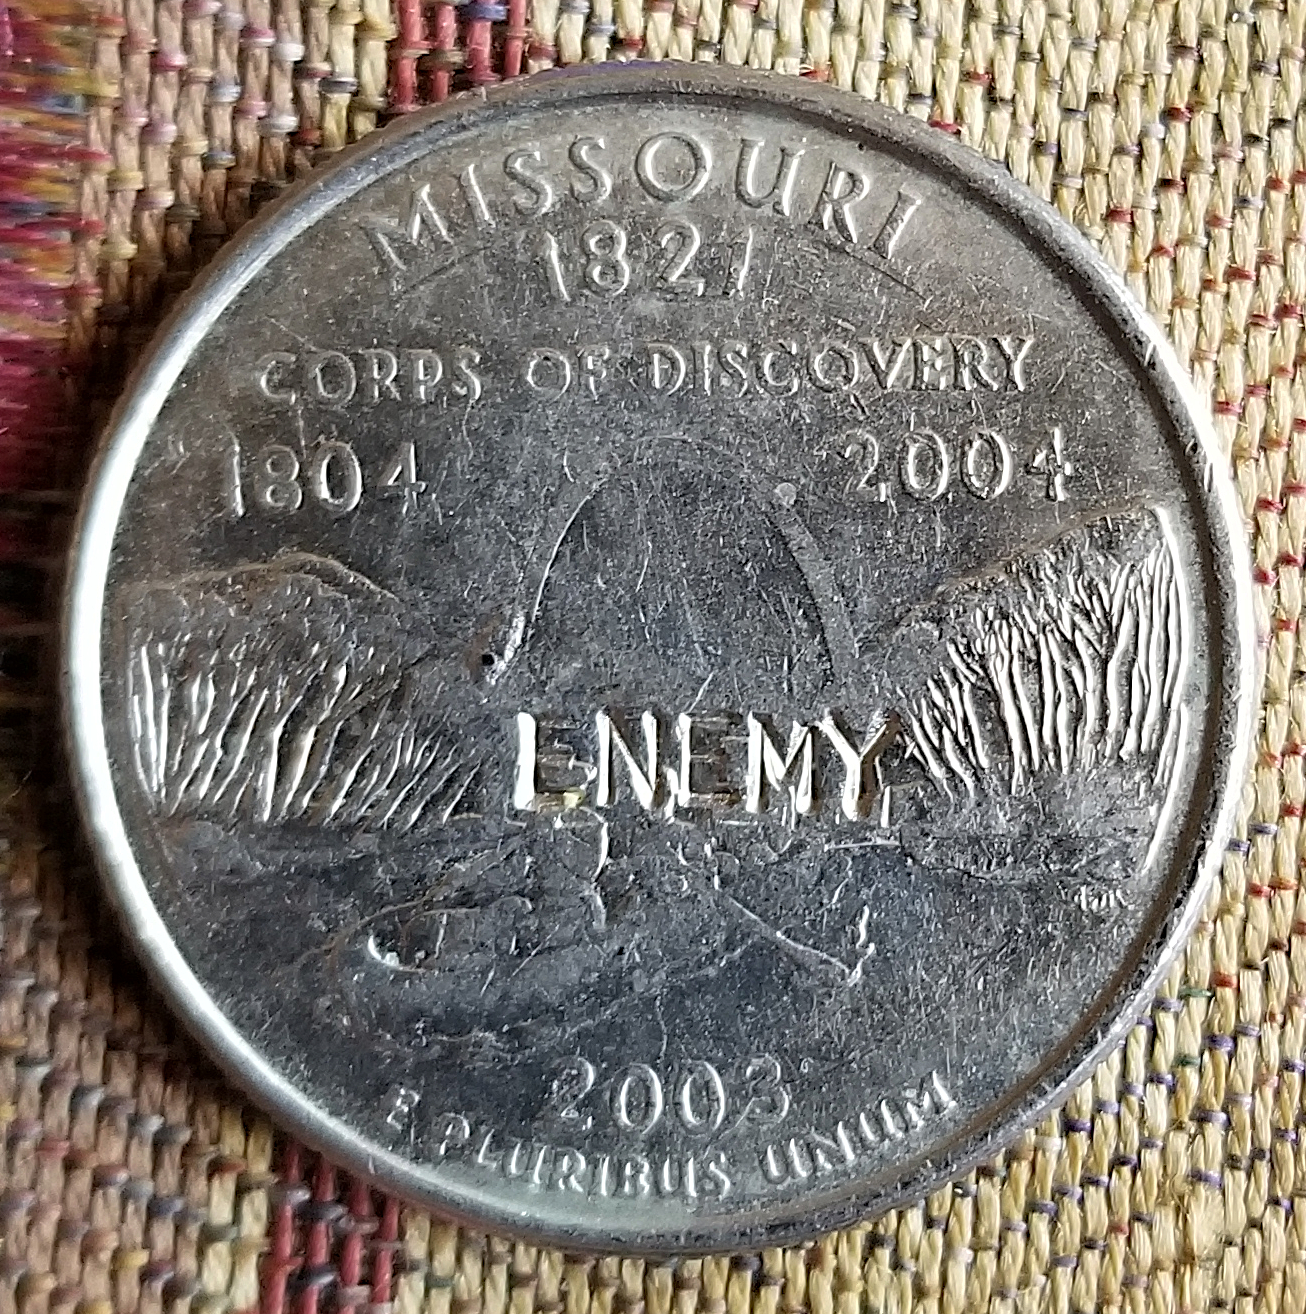 MISSOURI
1821
CORPS OF DISCOVERY
1804 2004
ENEMY
2003
E PLURIBUS UNUM